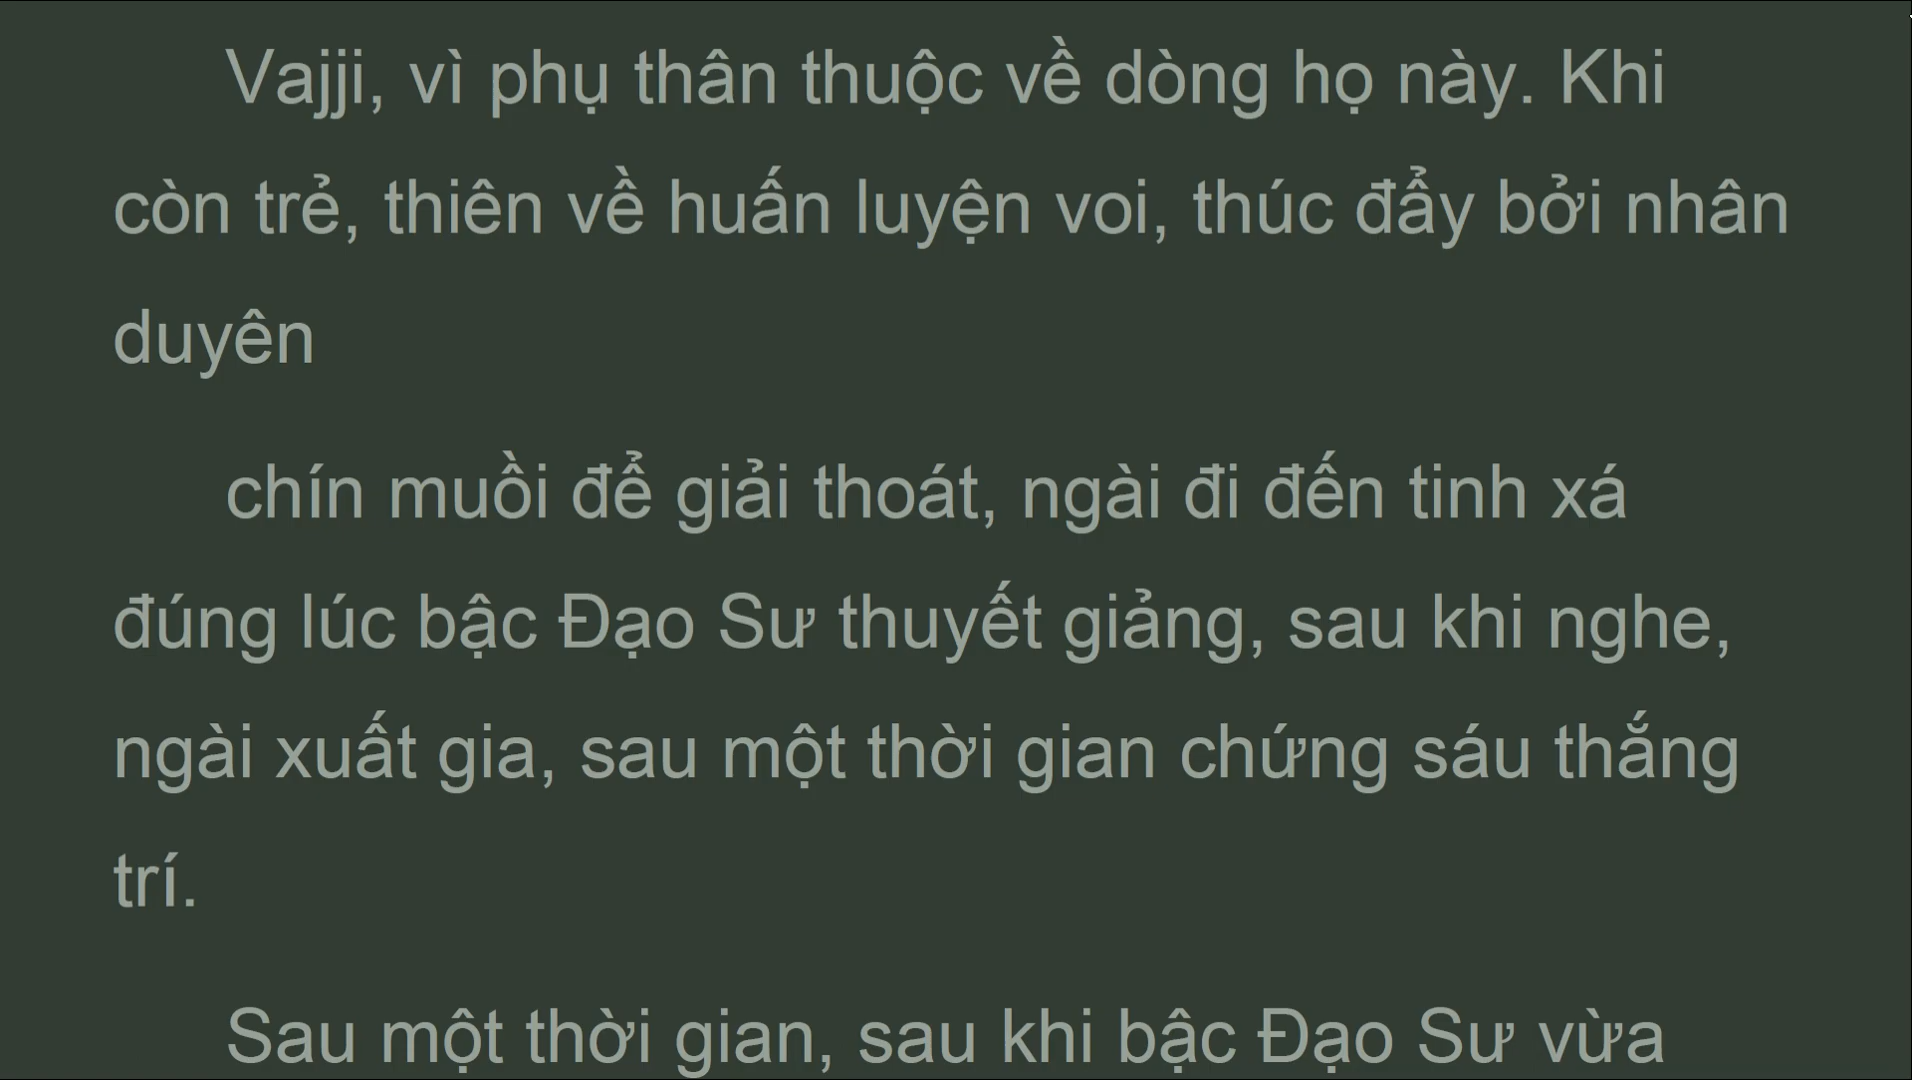 Vajji, vì phụ thân thuộc về dòng họ này. Khi
còn trẻ, thiên về huấn luyện voi, thúc đẩy bởi nhân
duyên
chín muồi để giải thoát, ngài đi đến tinh xá
đúng lúc bậc Đạo Sư thuyết giảng, sau khi nghe,
ngài xuất gia, sau một thời gian chứng sáu thắng
trí.
Sau một thời gian, sau khi bậc Đạo Sư vừa